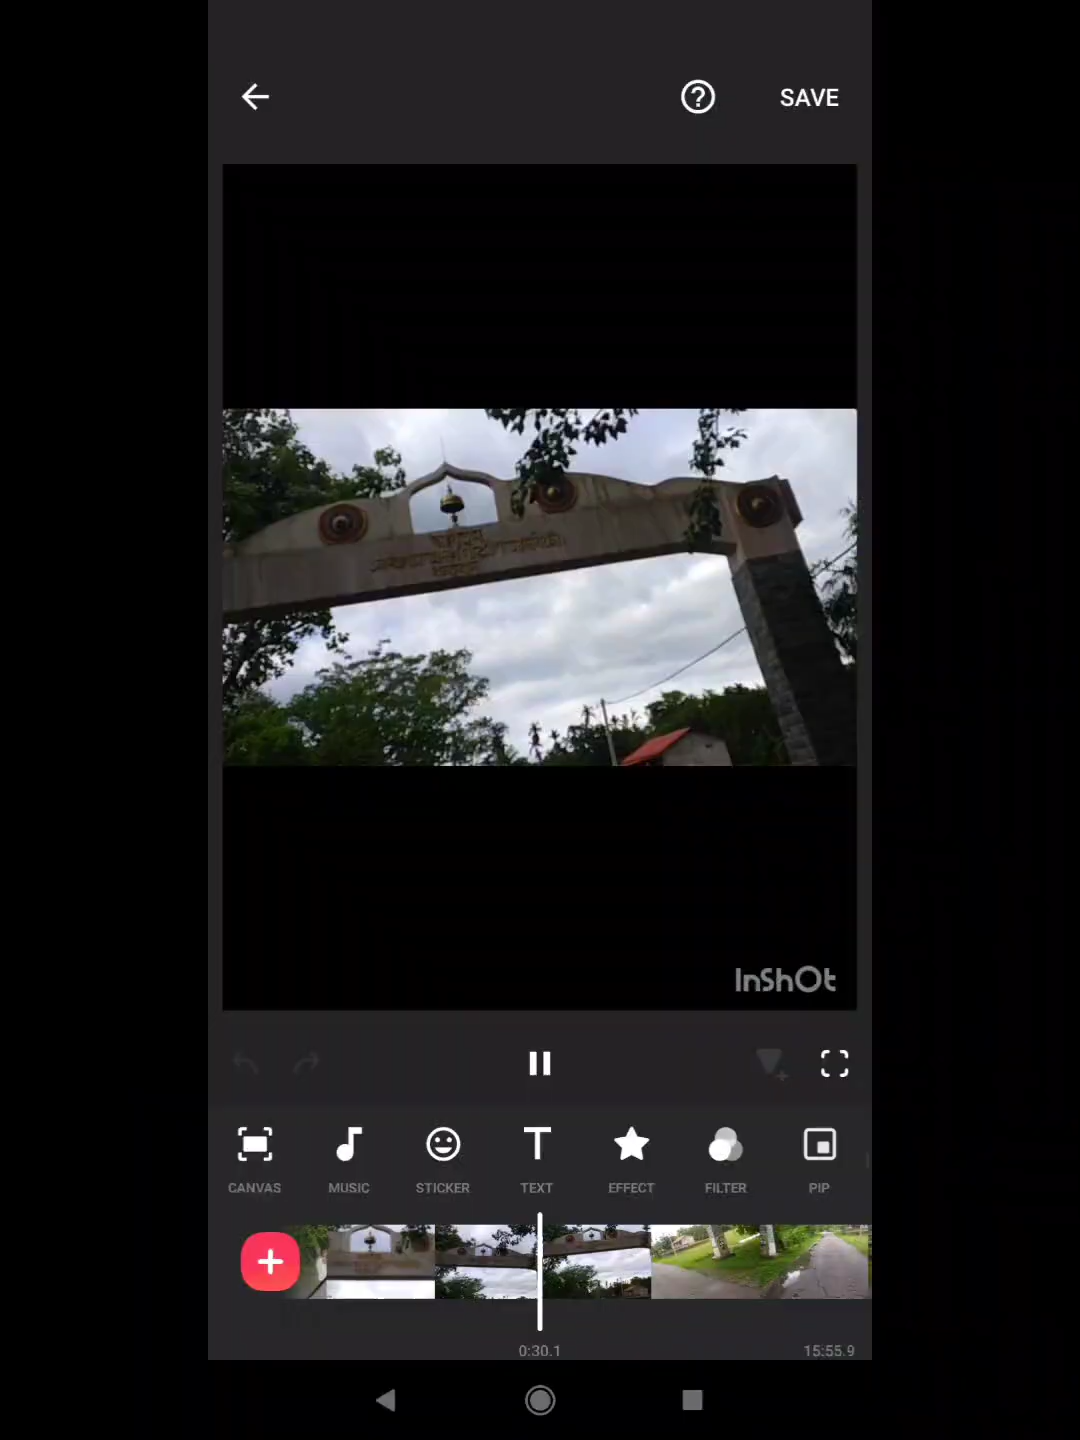 SAVE
InShOt
CANVAS
MUSIC
STICKER
TEXT
EFFECT
FILTER
PIP
0:30.1
15:55.9